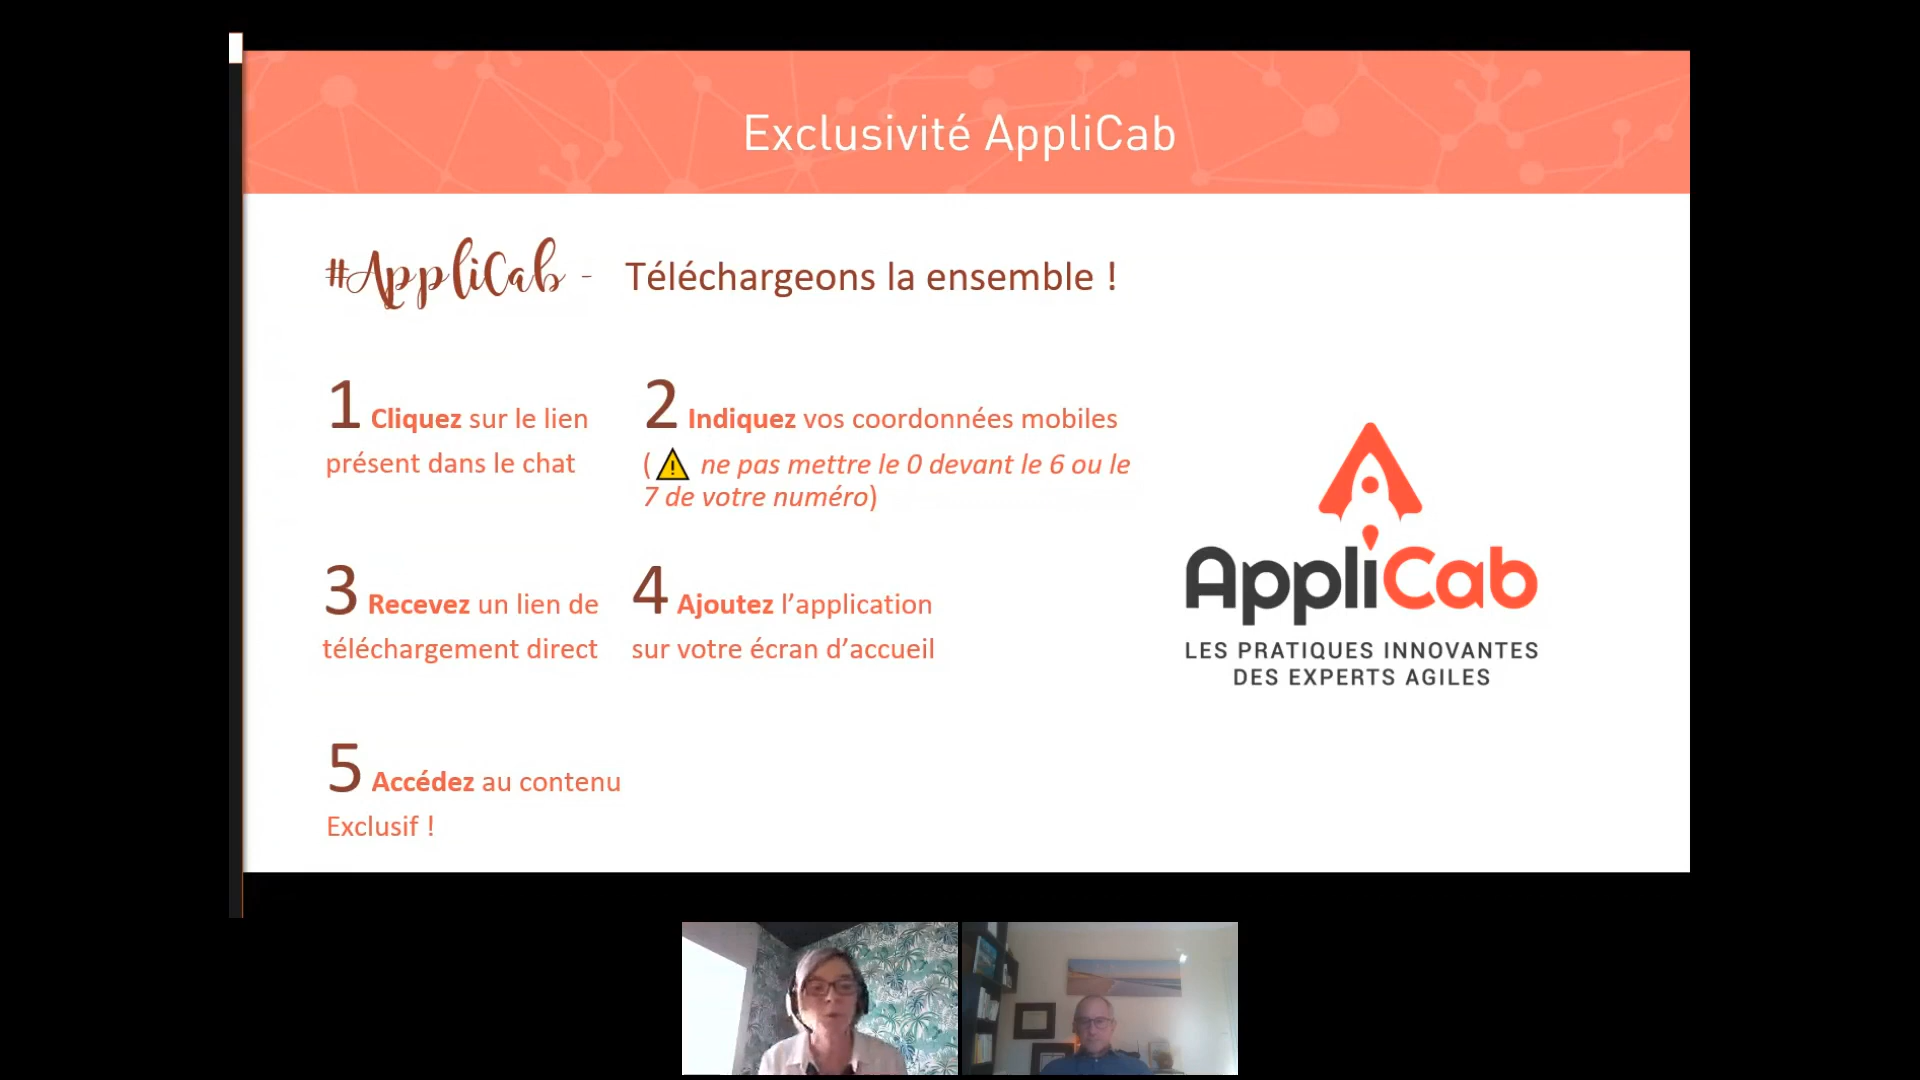 Exclusivité AppliCab
#AppliCab - Téléchargeons la ensemble !
1 Cliquez sur le lien
présent dans le chat
2 Indiquez vos coordonnées mobiles
( ne pas mettre le 0 devant le 6 ou le
7 de votre numéro)
3 Recevez un lien de
téléchargement direct
4 Ajoutez l’application
sur votre écran d’accueil
5 Accédez au contenu
Exclusif !
AppliCab
LES PRATIQUES INNOVANTES
DES EXPERTS AGILES